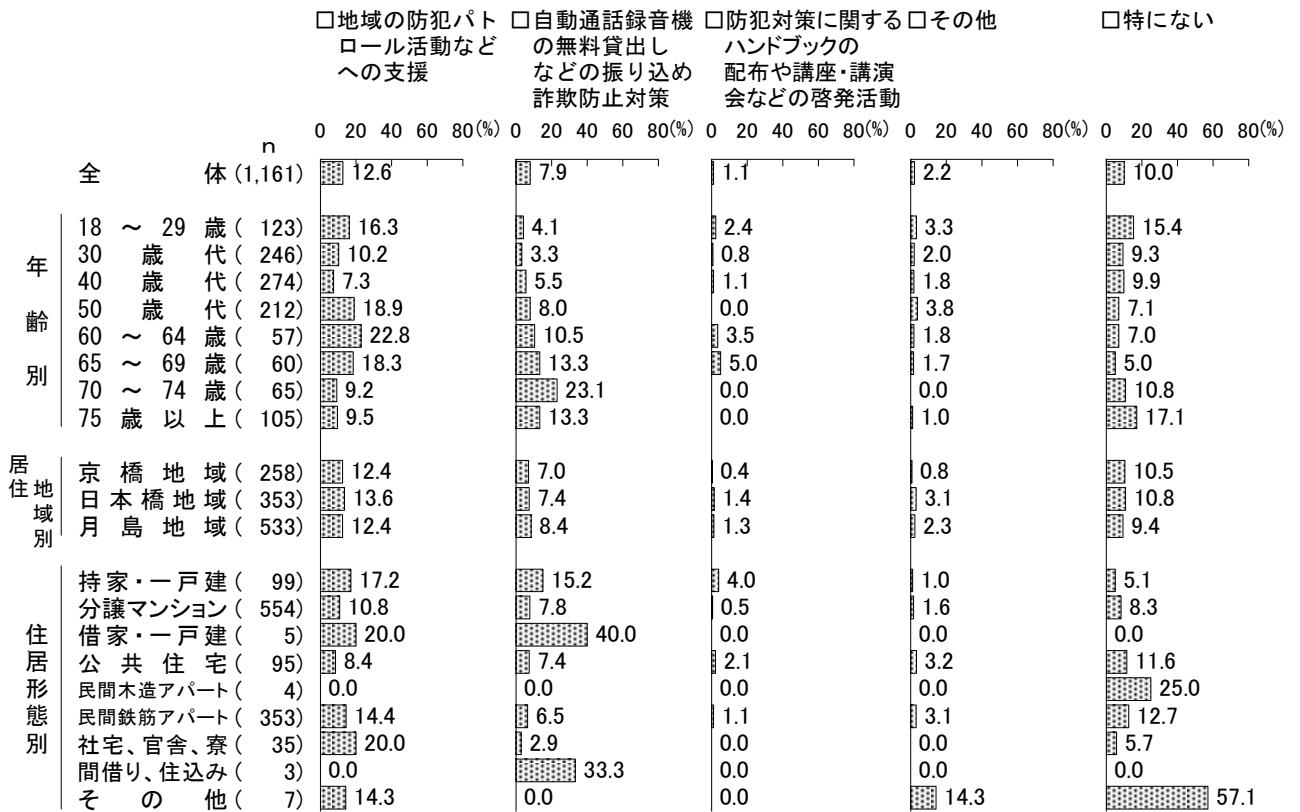 □地域の防犯パト
ロール活動など
への支援
□自動通話録音機
の無料貸出し
などの振り込め
詐欺防止対策
□防犯対策に関する
ハンドブックの
配布や講座・講演
会などの啓発活動
□その他
□特にない
0 20 40 60 80(%) 0 20 40 60 80(%) 0 20 40 60 80(%) 0 20 40 60 80(%) 0 20 40 60 80(%)
n
全体(1,161) 12.6 7.9 1.1 2.2 10.0
年齢別
18～29歳( 123) 16.3 4.1 2.4 3.3 15.4
30歳代( 246) 10.2 3.3 0.8 2.0 9.3
40歳代( 274) 7.3 5.5 1.1 1.8 9.9
50歳代( 212) 18.9 8.0 0.0 3.8 7.1
60～64歳( 57) 22.8 10.5 3.5 1.8 7.0
65～69歳( 60) 18.3 13.3 5.0 1.7 5.0
70～74歳( 65) 9.2 23.1 0.0 0.0 10.8
75歳以上( 105) 9.5 13.3 0.0 1.0 17.1
居住地域別
京橋地域( 258) 12.4 7.0 0.4 0.8 10.5
日本橋地域( 353) 13.6 7.4 1.4 3.1 10.8
月島地域( 533) 12.4 8.4 1.3 2.3 9.4
住居形態別
持家・一戸建( 99) 17.2 15.2 4.0 1.0 5.1
分譲マンション( 554) 10.8 7.8 0.5 1.6 8.3
借家・一戸建( 5) 20.0 40.0 0.0 0.0 0.0
公共住宅( 95) 8.4 7.4 2.1 3.2 11.6
民間木造アパート( 4) 0.0 0.0 0.0 0.0 25.0
民間鉄筋アパート( 353) 14.4 6.5 1.1 3.1 12.7
社宅、官舎、寮( 35) 20.0 2.9 0.0 0.0 5.7
間借り、住込み( 3) 0.0 33.3 0.0 0.0 0.0
その他( 7) 14.3 0.0 0.0 14.3 57.1